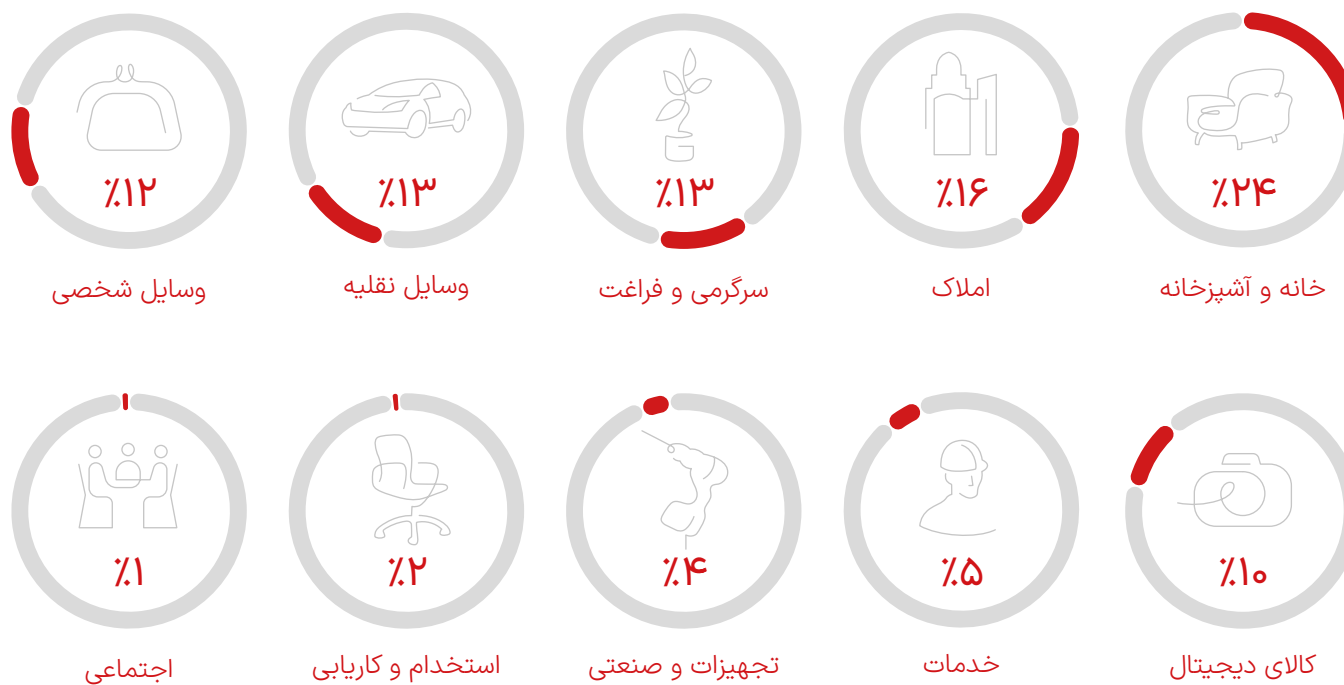 ٪۲۴
خانه و آشپزخانه
٪۱۶
املاک
٪۱۳
سرگرمی و فراغت
٪۱۳
وسایل نقلیه
٪۱۲
وسایل شخصی
٪۱۰
کالای دیجیتال
٪۵
خدمات
٪۴
تجهیزات و صنعتی
٪۲
استخدام و کاریابی
٪۱
اجتماعی